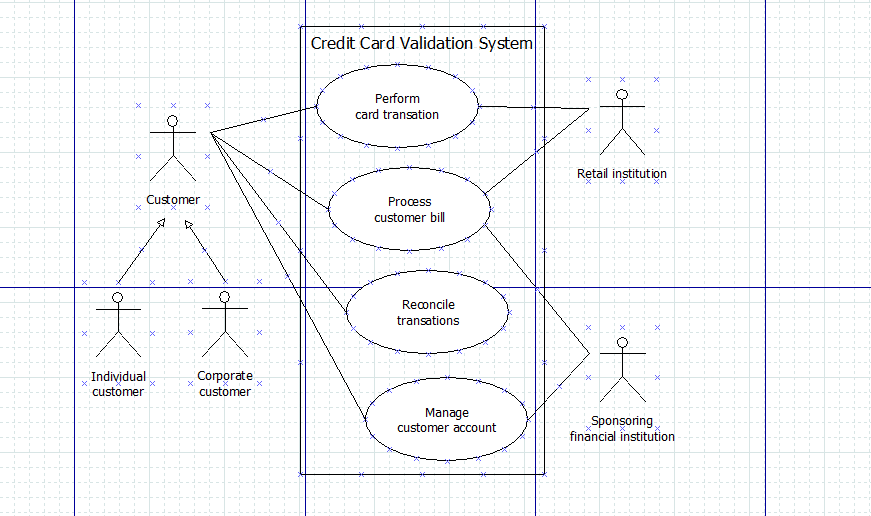 Credit Card Validation System
Perform
card transation
Customer
Retail institution
Process
customer bill
Reconcile
transations
Individual
customer
Corporate
customer
Manage
customer account
Sponsoring
financial institution